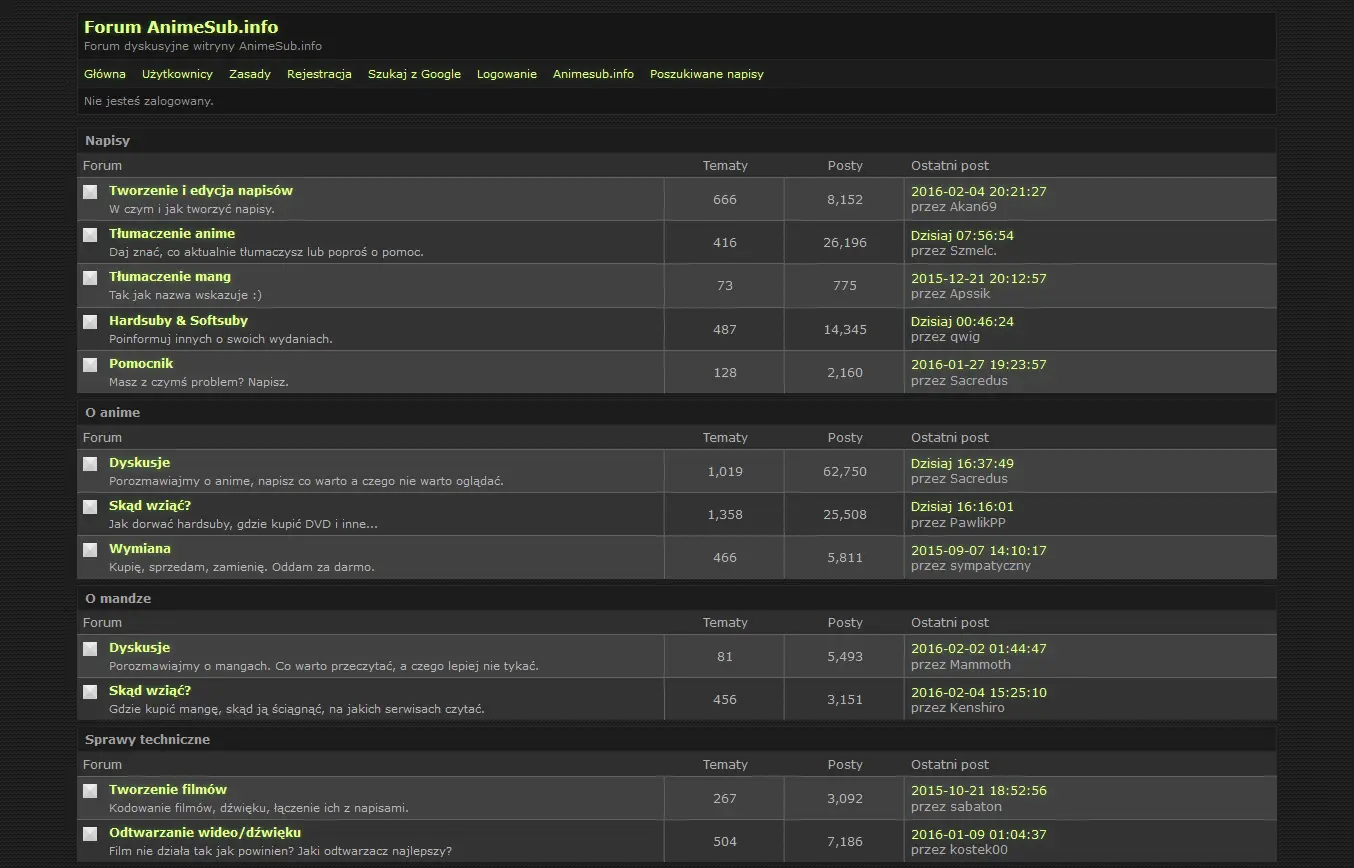 Forum AnimeSub.info
Forum dyskusyjne witryny AnimeSub.info
Główna Użytkownicy Zasady Rejestracja Szukaj z Google Logowanie Animesub.info Poszukiwane napisy
Nie jesteś zalogowany.
Napisy
Forum Tematy Posty Ostatni post
Tworzenie i edycja napisów
W czym i jak tworzyć napisy.
666 8,152 2016-02-04 20:21:27
przez Akan69
Tłumaczenie anime
Daj znać, co aktualnie tłumaczysz lub poproś o pomoc.
416 26,196 Dzisiaj 07:56:54
przez Szmelc.
Tłumaczenie mang
Tak jak nazwa wskazuje :)
73 775 2015-12-21 20:12:57
przez Apssik
Hardsuby & Softsuby
Poinformuj innych o swoich wydaniach.
487 14,345 Dzisiaj 00:46:24
przez qwig
Pomocnik
Masz z czymś problem? Napisz.
128 2,160 2016-01-27 19:23:57
przez Sacredus
O anime
Forum Tematy Posty Ostatni post
Dyskusje
Porozmawiajmy o anime, napisz co warto a czego nie warto oglądać.
1,019 62,750 Dzisiaj 16:37:49
przez Sacredus
Skąd wziąć?
Jak dorwać hardsuby, gdzie kupić DVD i inne...
1,358 25,508 Dzisiaj 16:16:01
przez PawlikPP
Wymiana
Kupię, sprzedam, zamienię. Oddam za darmo.
466 5,811 2015-09-07 14:10:17
przez sympatyczny
O mandze
Forum Tematy Posty Ostatni post
Dyskusje
Porozmawiajmy o mangach. Co warto przeczytać, a czego lepiej nie tykać.
81 5,493 2016-02-02 01:44:47
przez Mammoth
Skąd wziąć?
Gdzie kupić mangę, skąd ją ściągnąć, na jakich serwisach czytać.
456 3,151 2016-02-04 15:25:10
przez Kenshiro
Sprawy techniczne
Forum Tematy Posty Ostatni post
Tworzenie filmów
Kodowanie filmów, dźwięku, łączenie ich z napisami.
267 3,092 2015-10-21 18:52:56
przez sabaton
Odtwarzanie wideo/dźwięku
Film nie działa tak jak powinien? Jaki odtwarzacz najlepszy?
504 7,186 2016-01-09 01:04:37
przez kostek00